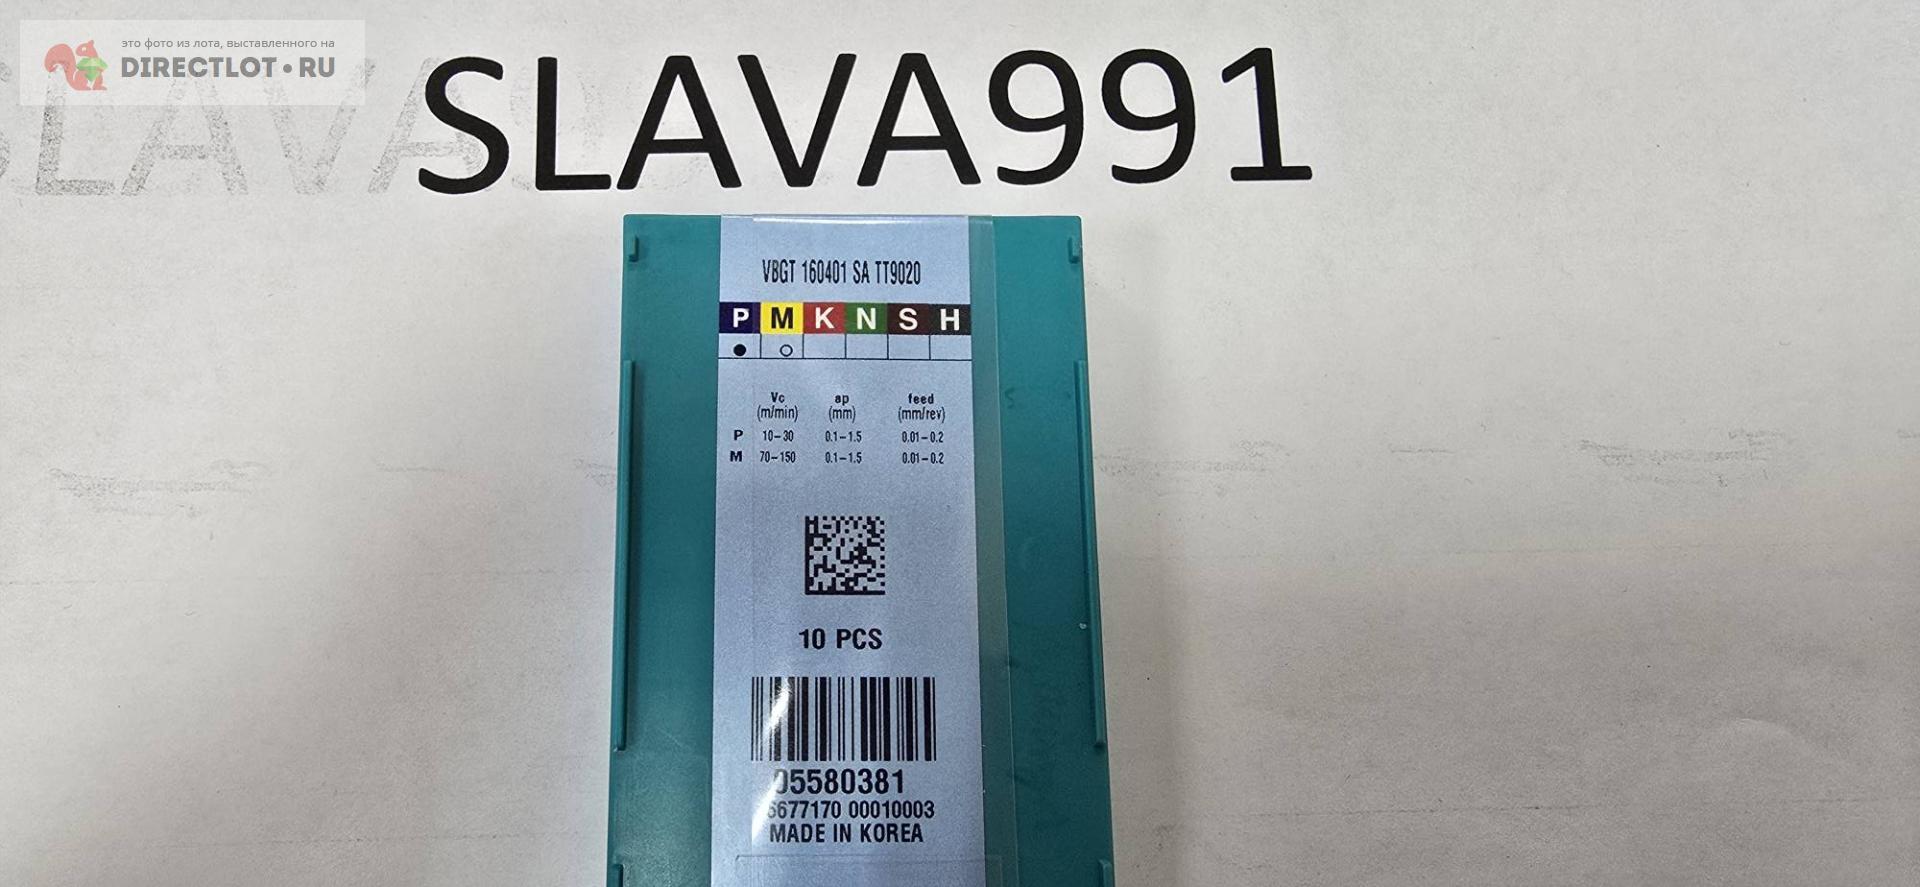 это фото из лота, выставленного на
DIRECTLOT•RU
SLAVA991
SLAVA
VBGT 160401 SA TT9020
P M K N S H
Vc ap feed
(m/min) (mm) (mm/rev)
P 10-30 0.1-1.5 0.01-0.2
M 70-150 0.1-1.5 0.01-0.2
10 PCS
05580381
6677170 00010003
MADE IN KOREA